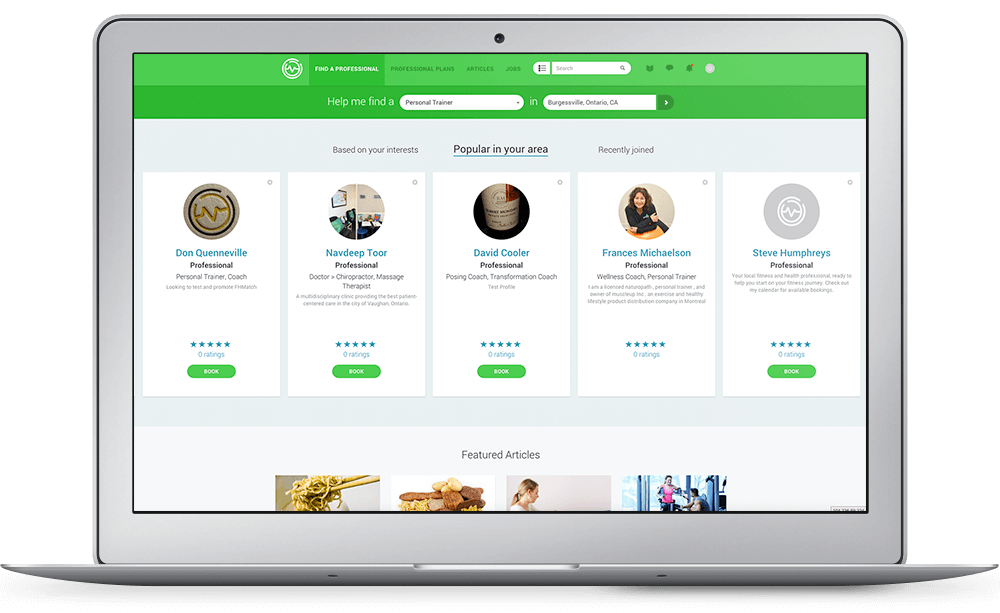 FIND A PROFESSIONAL
PROFESSIONAL PLANS
ARTICLES
JOBS
Search
Help me find a
Personal Trainer
in
Burgessville, Ontario, CA
Based on your interests
Popular in your area
Recently joined
Don Quenneville
Professional
Personal Trainer, Coach
Looking to test and promote FHMatch
0 ratings
BOOK
Navdeep Toor
Professional
Doctor > Chiropractor, Massage
Therapist
A multidisciplinary clinic providing the best patient-
centered care in the city of Vaughan, Ontario.
0 ratings
BOOK
David Cooler
Professional
Posing Coach, Transformation Coach
Test Profile
0 ratings
BOOK
Frances Michaelson
Professional
Wellness Coach, Personal Trainer
I am a licensed naturopath , personal trainer , and
owner of muscleup Inc , an exercise and healthy
lifestyle product distribution company in Montreal
0 ratings
Steve Humphreys
Professional
Your local fitness and health professional, ready to
help you start on your fitness journey. Check out
my calendar for available bookings.
0 ratings
BOOK
Featured Articles